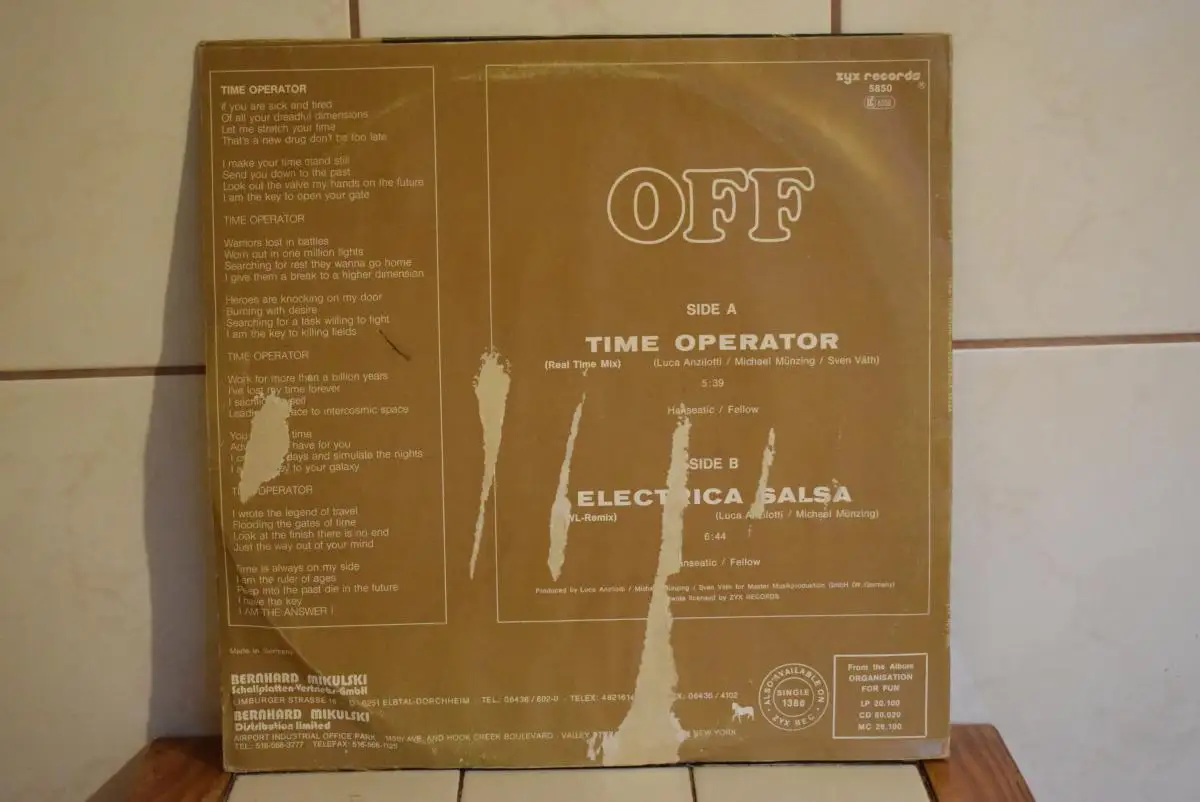 TIME OPERATOR
If you are sick and tired
Of all your dreadful dimensions
Let me stretch your time
That's a new drug don't be too late
I make your time stand still
Send you down to the past
Look out the valve my hands on the future
I am the key to open your gate
TIME OPERATOR
Warriors lost in battles
Worn out in one million fights
Searching for rest they wanna go home
I give them a break to a higher dimension
Heroes are knocking on my door
Burning with desire
Searching for a task willing to fight
I am the key to killing fields
TIME OPERATOR
Work for more than a billion years
I've lost my time forever
I
to intercosmic space
You time
have for you
days and simulate the nights
to your galaxy
OPERATOR
I wrote the legend of travel
Flooding the gates of time
Look at the finish there is no end
Just the way out of your mind
Time is always on my side
I am the ruler of ages
Peep into the past die in the future
I have the key
I AM THE ANSWER !
zyx records
®
5850
OFF
SIDE A
TIME OPERATOR
(Real Time Mix) (Luca Anzilotti / Michael Münzing / Sven Väth)
5:39
Hanseatic / Fellow
SIDE B
ELECTRICA SALSA
(Luca Anzilotti / Michael Münzing)
6:44
Hanseatic / Fellow
Produced by Luca Anzilotti / Michael Münzing / Sven Väth for Master Musikproduktion GmbH (W.-Germany)
licensed by ZYX RECORDS
Made in Germany
BERNHARD MIKULSKI
Schallplatten-Vertriebs-GmbH
LIMBURGER STRASSE 18 D-6251 ELBTAL-DORCHHEIM TEL.: 06436 / TELEX: 06436 / 4102
BERNHARD MIKULSKI
Distribution limited
AIRPORT INDUSTRIAL OFFICE PARK AVE. AND HOOK CREEK BOULEVARD VALLEY NEW YORK
TEL.: 516-568-3777 TELEFAX:
ALSO AVAILABLE ON
SINGLE
1388
ZYX REC.
From the Album
ORGANISATION
FOR FUN
LP 20.100
CD 80.020
MC 26.100